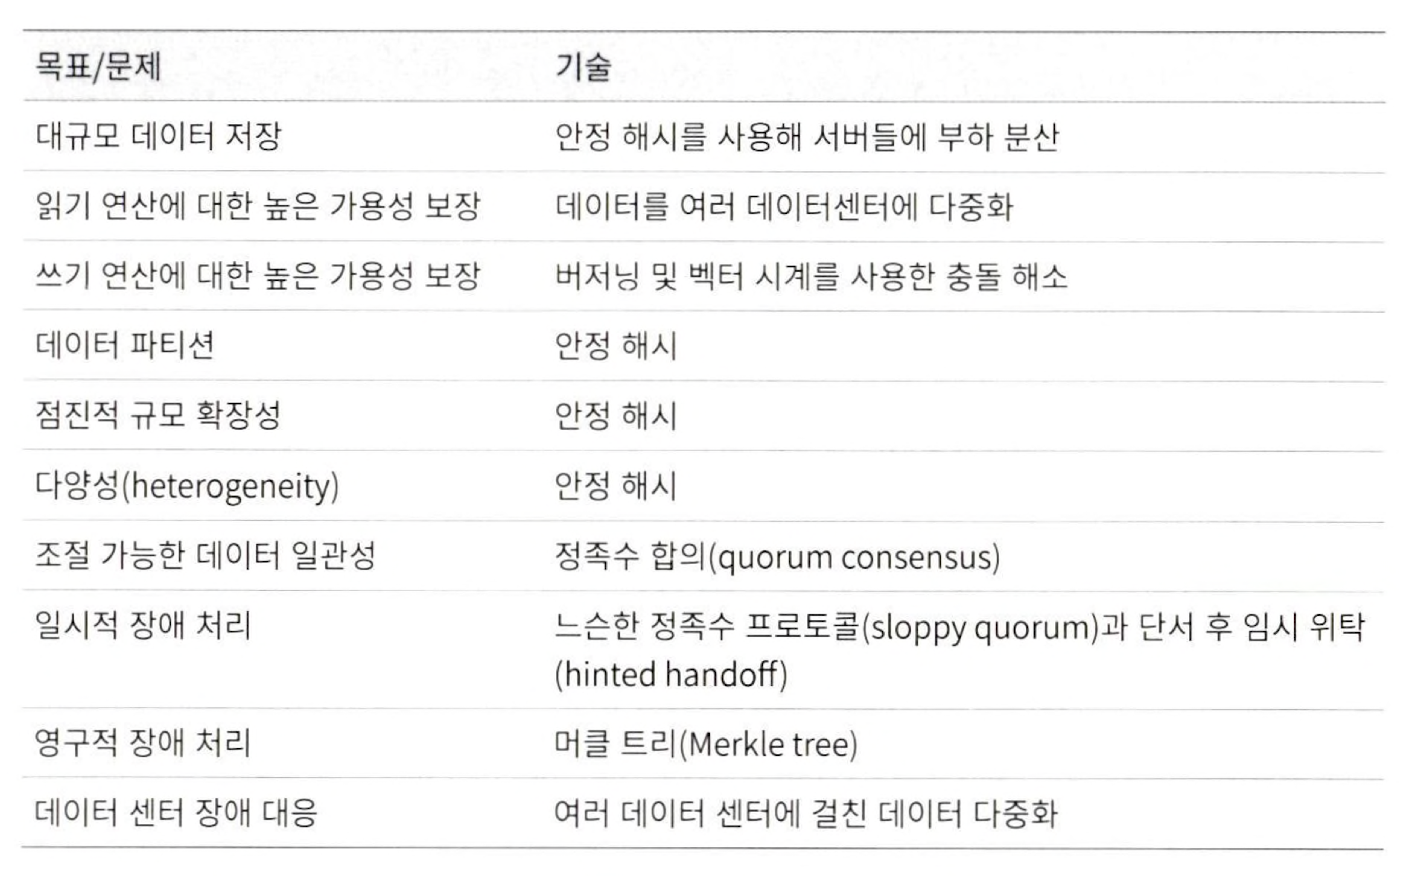 목표/문제 기술
대규모 데이터 저장 안정 해시를 사용해 서버들에 부하 분산
읽기 연산에 대한 높은 가용성 보장 데이터를 여러 데이터센터에 다중화
쓰기 연산에 대한 높은 가용성 보장 버저닝 및 벡터 시계를 사용한 충돌 해소
데이터 파티션 안정 해시
점진적 규모 확장성 안정 해시
다양성(heterogeneity) 안정 해시
조절 가능한 데이터 일관성 정족수 합의(quorum consensus)
일시적 장애 처리 느슨한 정족수 프로토콜(sloppy quorum)과 단서 후 임시 위탁
(hinted handoff)
영구적 장애 처리 머클 트리(Merkle tree)
데이터 센터 장애 대응 여러 데이터 센터에 걸친 데이터 다중화